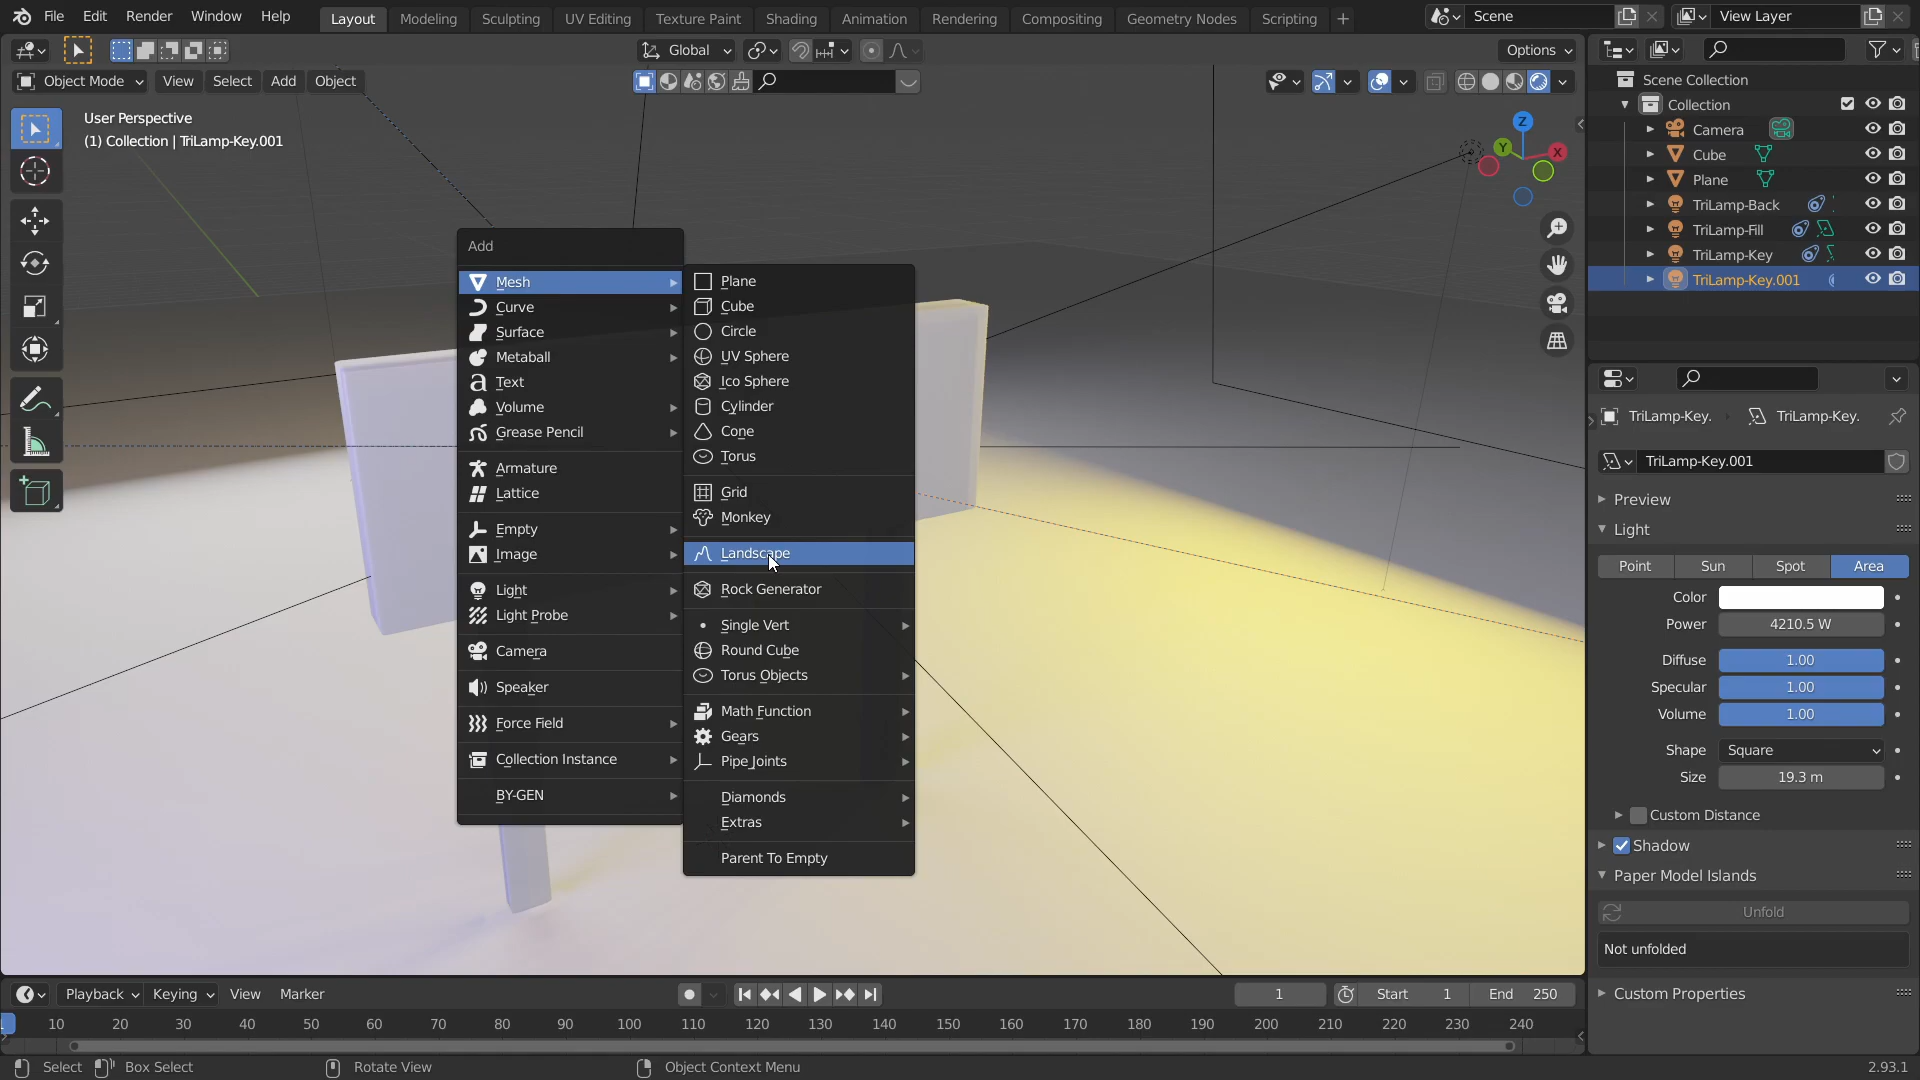 File Edit Render Window Help Layout Modeling Sculpting UV Editing Texture Paint Shading Animation Rendering Compositing Geometry Nodes Scripting + Scene View Layer
Global Options
Object Mode View Select Add Object
User Perspective
(1) Collection | TriLamp-Key.001
Z
Y
X
Add
Mesh
Curve
Surface
Metaball
Text
Volume
Grease Pencil
Armature
Lattice
Empty
Image
Light
Light Probe
Camera
Speaker
Force Field
Collection Instance
BY-GEN
Plane
Cube
Circle
UV Sphere
Ico Sphere
Cylinder
Cone
Torus
Grid
Monkey
Landscape
Rock Generator
Single Vert
Round Cube
Torus Objects
Math Function
Gears
Pipe Joints
Diamonds
Extras
Parent To Empty
Scene Collection
Collection
Camera
Cube
Plane
TriLamp-Back
TriLamp-Fill
TriLamp-Key
TriLamp-Key.001
TriLamp-Key. TriLamp-Key.
TriLamp-Key.001
Preview
Light
Point Sun Spot Area
Color
Power 4210.5 W
Diffuse 1.00
Specular 1.00
Volume 1.00
Shape Square
Size 19.3 m
Custom Distance
Shadow
Paper Model Islands
Unfold
Not unfolded
Custom Properties
Playback Keying View Marker 1 Start 1 End 250
10 20 30 40 50 60 70 80 90 100 110 120 130 140 150 160 170 180 190 200 210 220 230 240
Select Box Select Rotate View Object Context Menu 2.93.1